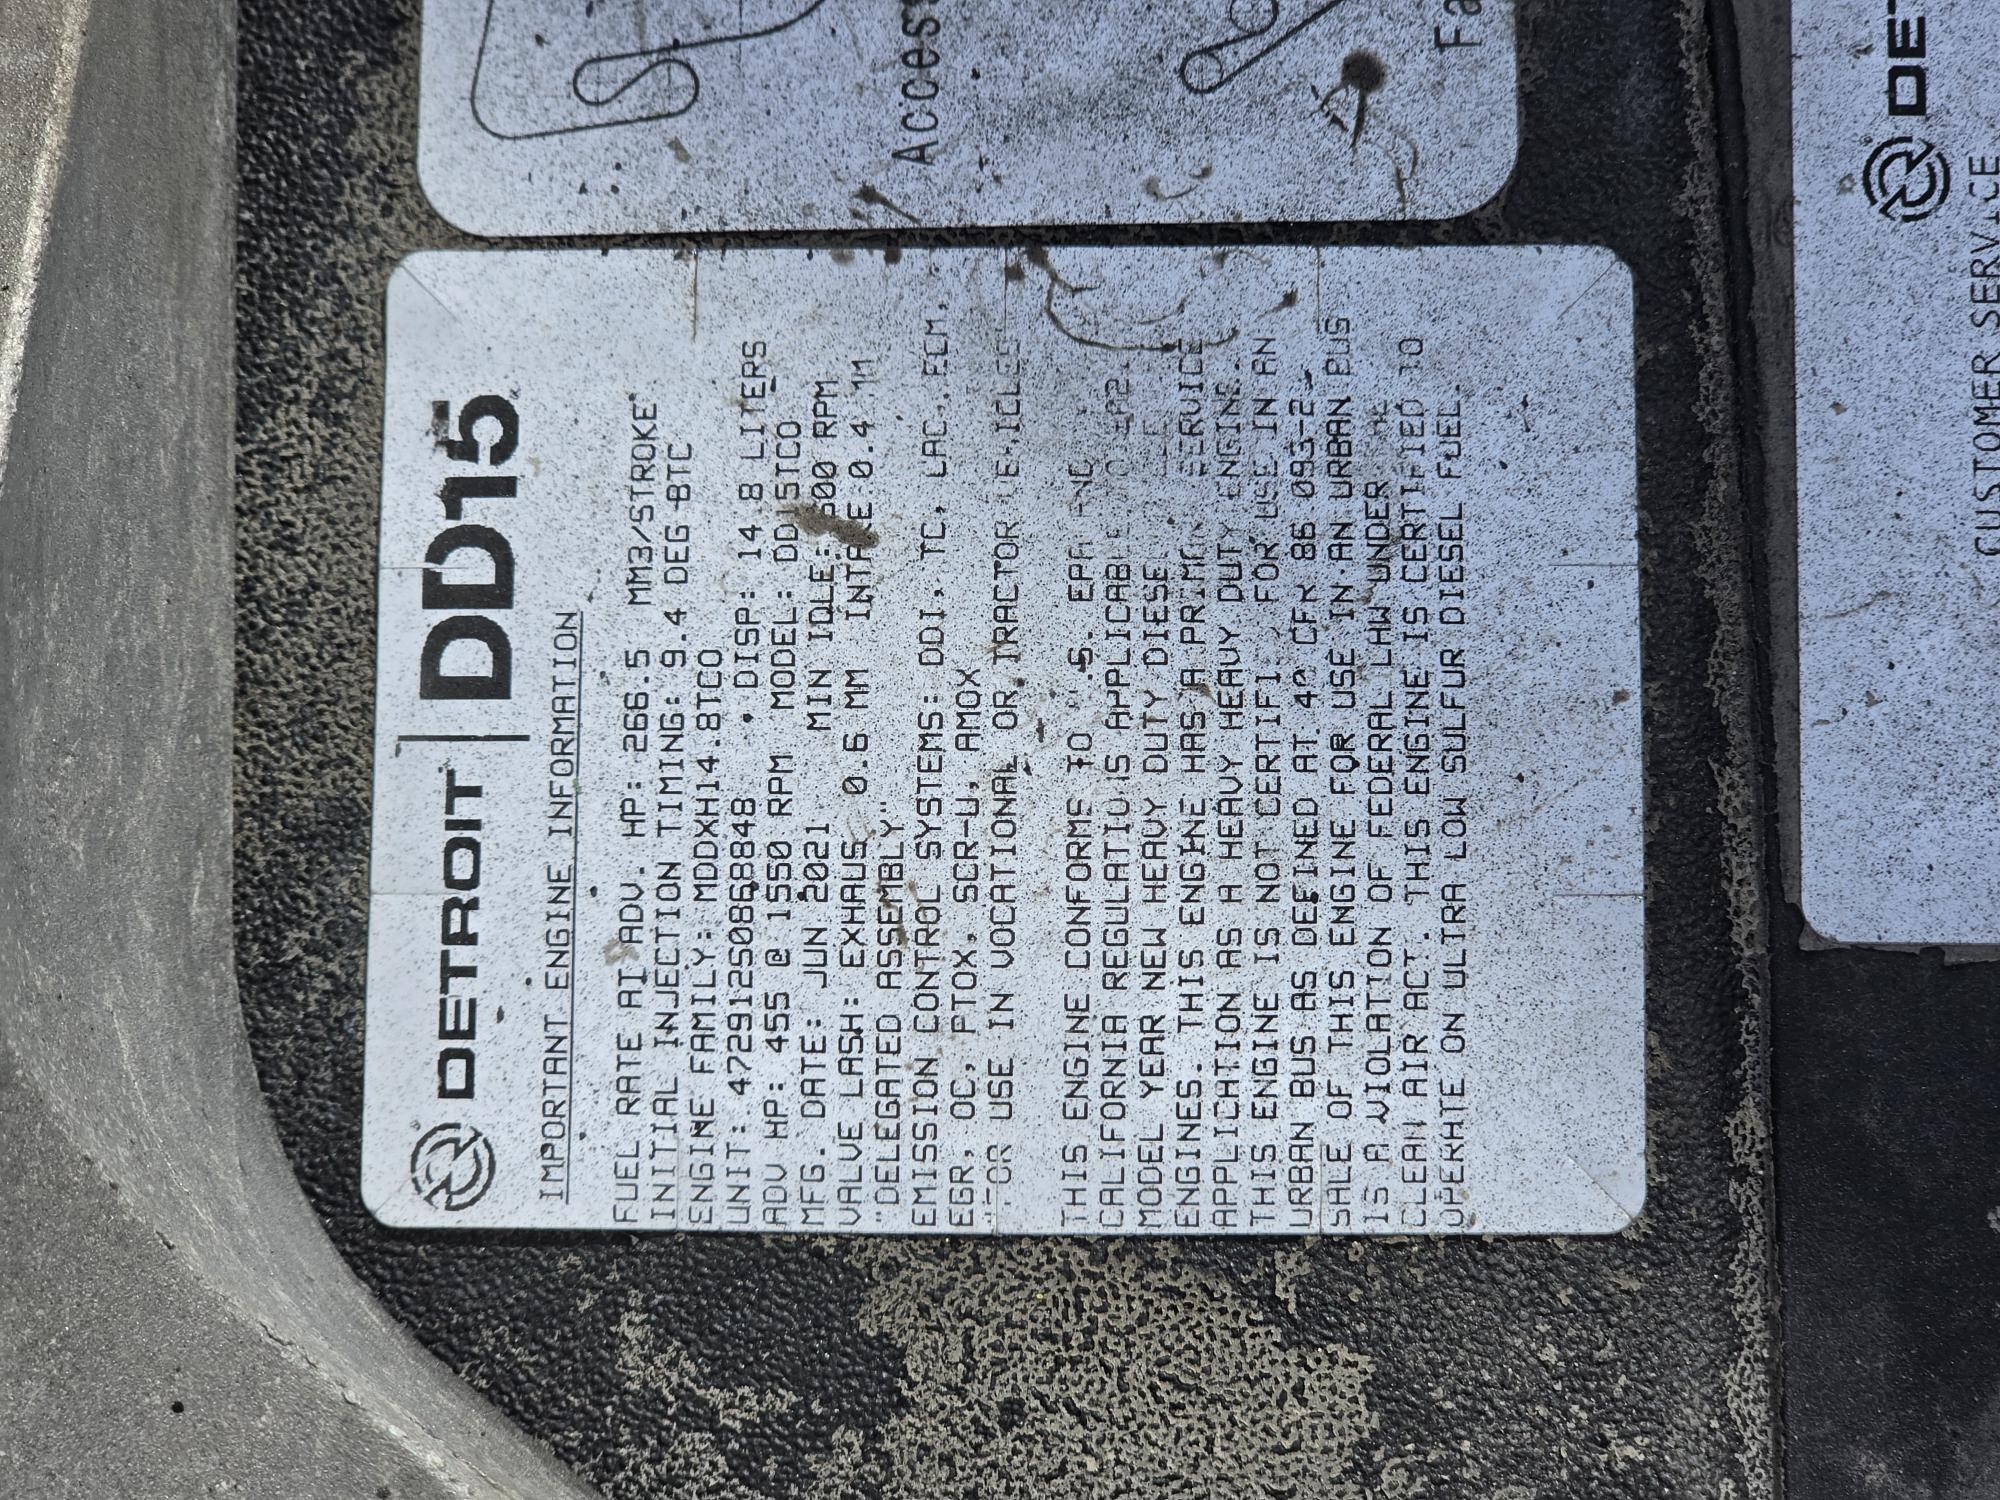 DETROIT | DD15
IMPORTANT ENGINE INFORMATION
FUEL RATE AT ADV. HP: 266.5 MM3/STROKE
INITIAL INJECTION TIMING: 9.4 DEG BTC
ENGINE FAMILY: MDDXH14.8TCO
UNIT: 472912S0868848 DISP: 14 8 LITERS
ADV HP: 455 @ 1550 RPM MODEL: DD15TCO
MFG. DATE: JUN 2021 MIN IDLE: 600 RPM
VALVE LASH: EXHAUS 0.6 MM INTAKE 0.4
"DELEGATED ASSEMBLY"
EMISSION CONTROL SYSTEMS: DDI, TC, CAC, ECM,
EGR, OC, PTOX, SCR-U, AMOX
FOR USE IN VOCATIONAL OR TRACTOR VEHICLES
THIS ENGINE CONFORMS TO U.S. EPA
CALIFORNIA REGULATIONS APPLICABLE
MODEL YEAR NEW HEAVY DUTY DIESEL
ENGINES. THIS ENGINE HAS A PRIMARY SERVICE
APPLICATION AS A HEAVY HEAVY DUTY ENGINE.
THIS ENGINE IS NOT CERTIFI FOR USE IN AN
URBAN BUS AS DEFINED AT 40 CFR 86 093-2.
SALE OF THIS ENGINE FOR USE IN AN URBAN BUS
IS A VIOLATION OF FEDERAL LAW UNDER
CLEAN AIR ACT. THIS ENGINE IS CERTIFIED TO
OPERATE ON ULTRA LOW SULFUR DIESEL FUEL.
CUSTOMER SERVICE